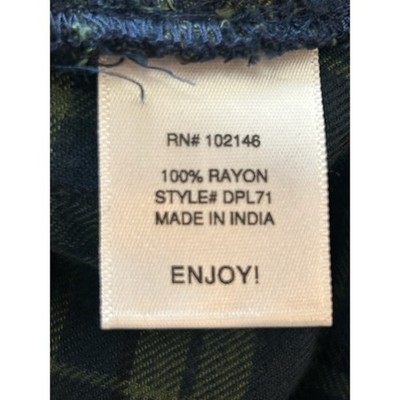 RN# 102146
100% RAYON
STYLE# DPL71
MADE IN INDIA
ENJOY!